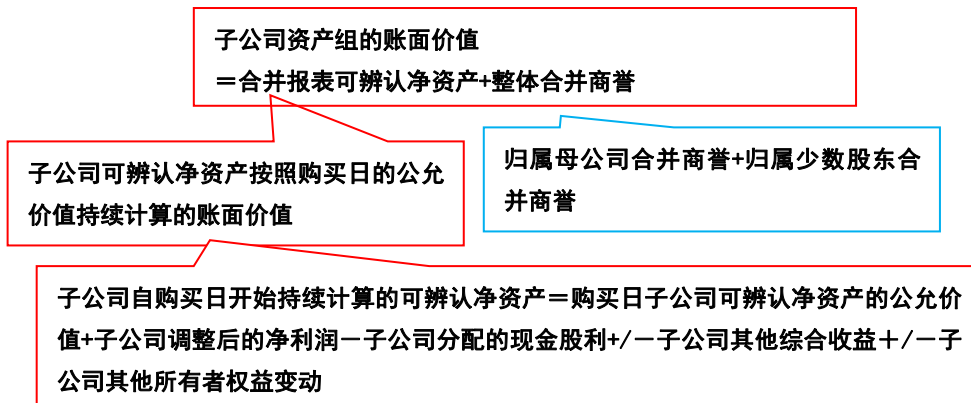 子公司资产组的账面价值
＝合并报表可辨认净资产+整体合并商誉
子公司可辨认净资产按照购买日的公允
价值持续计算的账面价值
归属母公司合并商誉+归属少数股东合
并商誉
子公司自购买日开始持续计算的可辨认净资产＝购买日子公司可辨认净资产的公允价
值+子公司调整后的净利润－子公司分配的现金股利+/－子公司其他综合收益＋/－子
公司其他所有者权益变动